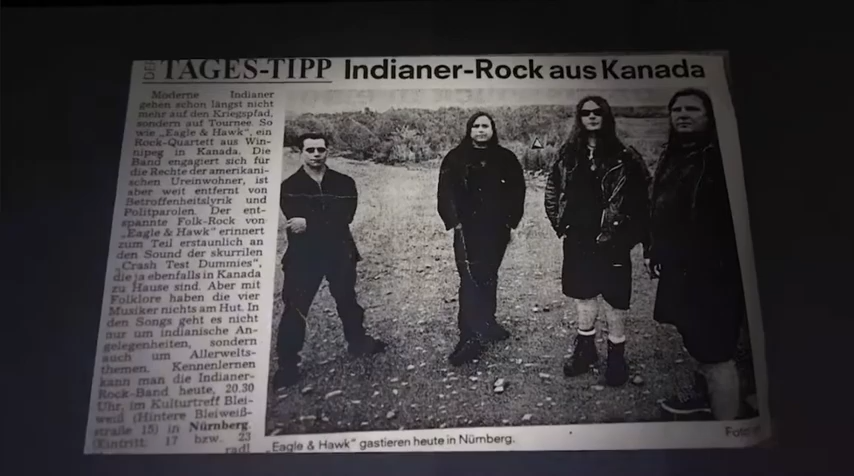 DER TAGES-TIPP Indianer-Rock aus Kanada
Moderne Indianer
gehen schon längst nicht
mehr auf den Kriegspfad,
sondern auf Tournee. So
wie „Eagle & Hawk“, ein
Rock-Quartett aus Win-
nipeg in Kanada. Die
Band engagiert sich für
die Rechte der amerikani-
schen Ureinwohner, ist
aber weit entfernt von
Betroffenheitslyrik und
Politparolen. Der ent-
spannte Folk-Rock von
„Eagle & Hawk“ erinnert
zum Teil erstaunlich an
den Sound der skurrilen
„Crash Test Dummies“,
die ja ebenfalls in Kanada
zu Hause sind. Aber mit
Folklore haben die vier
Musiker nichts am Hut. In
den Songs geht es nicht
nur um indianische An-
gelegenheiten, sondern
auch um Allerwelts-
themen. Kennenlernen
kann man die Indianer-
Rock-Band heute, 20.30
Uhr, im Kulturtreff Blei-
weiß (Hintere Bleiweiß-
straße 15) in Nürnberg.
(Eintritt: 17 bzw. 23
rad!
„Eagle & Hawk“ gastieren heute in Nürnberg.